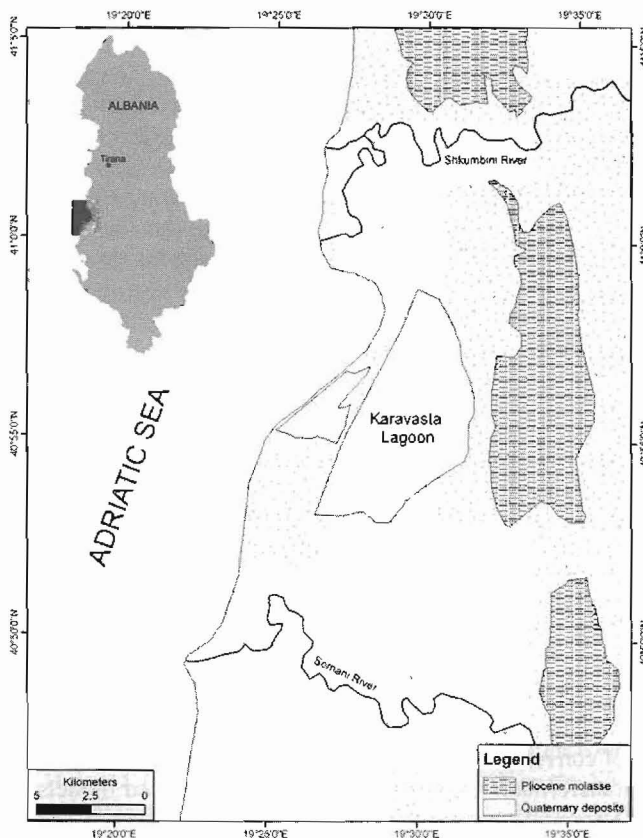 19°20'0"E 19°25'0"E 19°30'0"E 19°35'0"E
41°5'0"N
ALBANIA
Tirana
Shkumbini River
41°0'0"N
Karavasta
Lagoon
40°55'0"N
ADRIATIC SEA
40°50'0"N
Semani River
Legend
Pliocene molasse
Quaternary deposits
Kilometers
5 2.5 0
19°20'0"E 19°25'0"E 19°30'0"E 19°35'0"E